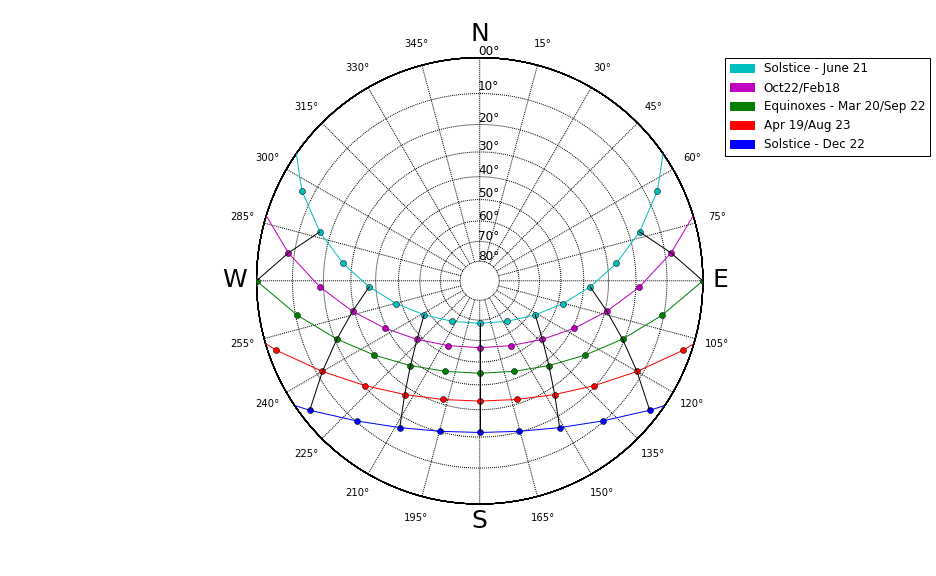 N
345° 00° 15°
330° 10° 30°
315° 20° 45°
300° 30° 60°
40°
50°
285° 60° 75°
70°
80°
W E
255° 105°
240° 120°
225° 135°
210° 150°
195° 165°
S
Solstice - June 21
Oct22/Feb18
Equinoxes - Mar 20/Sep 22
Apr 19/Aug 23
Solstice - Dec 22